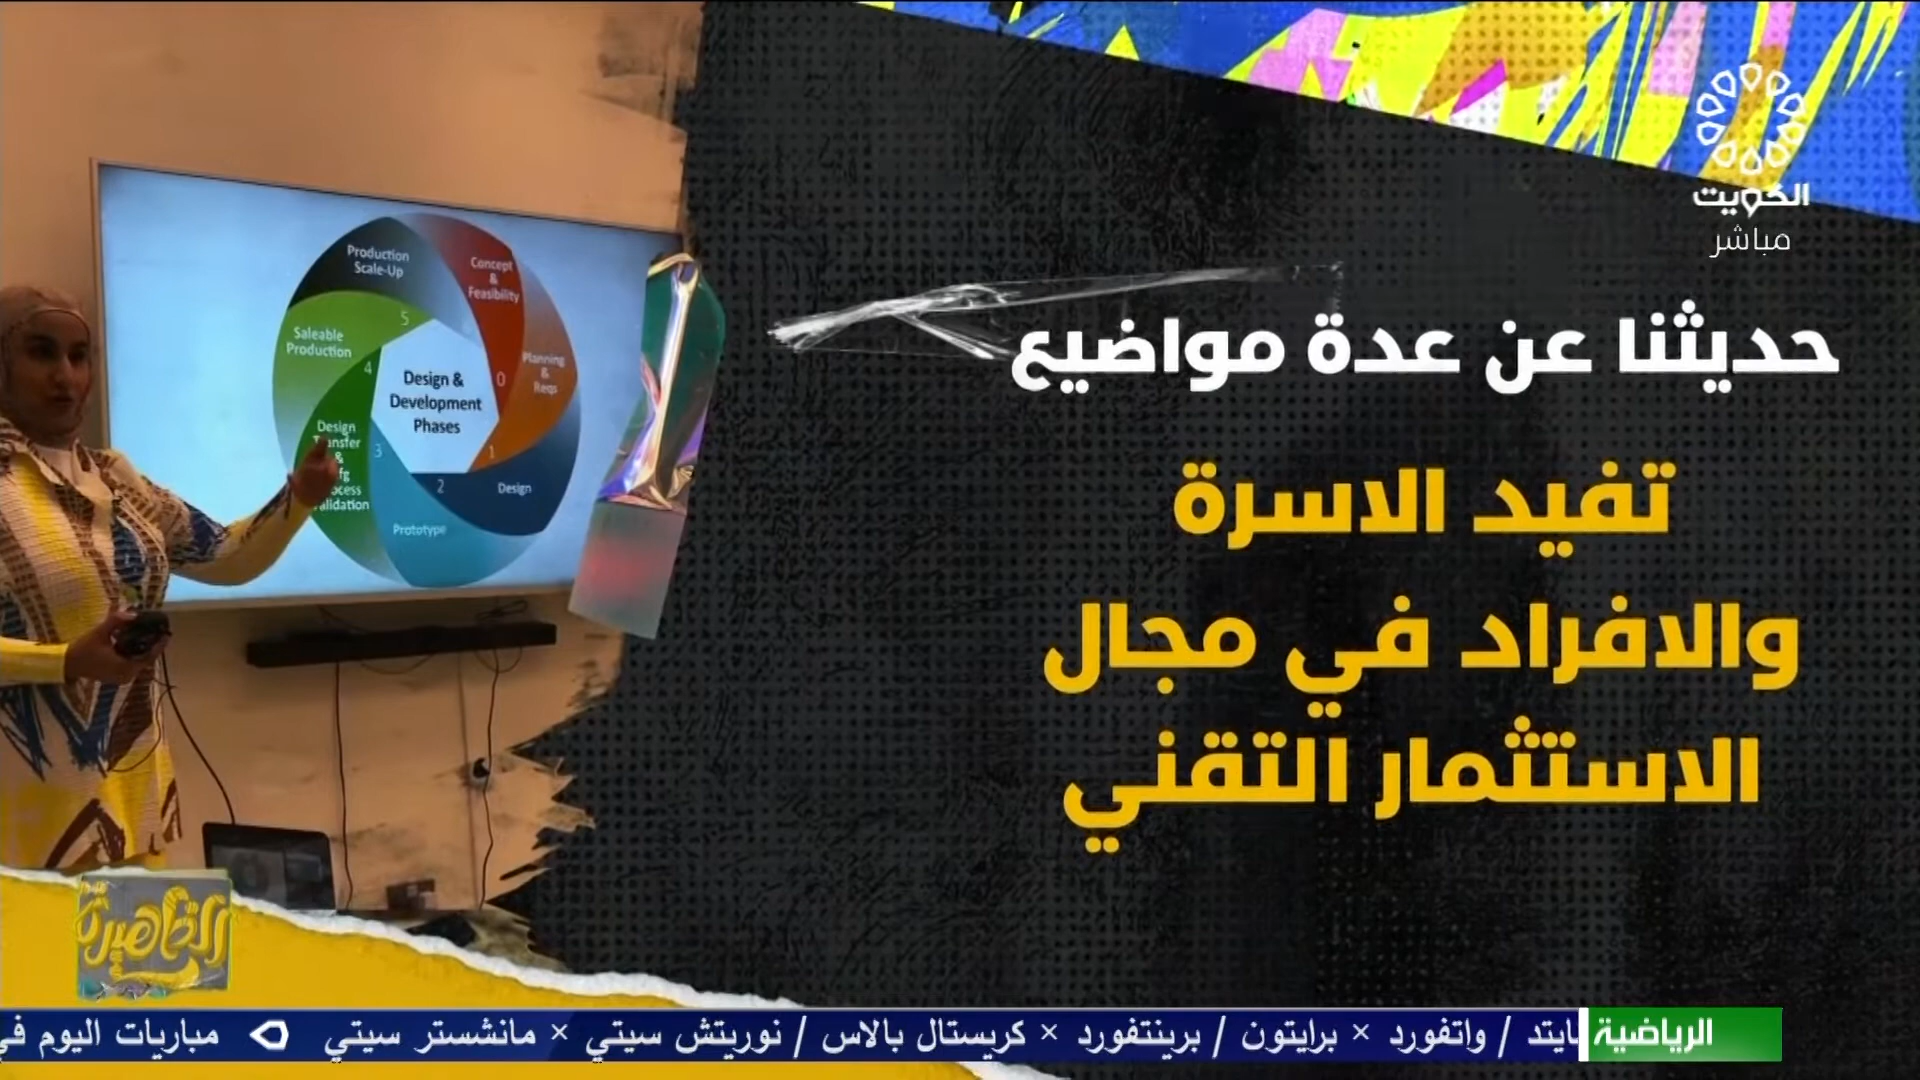 الكويت
مباشر
حديثنا عن عدة مواضيع
تفيد الاسرة
والافراد في مجال
الاستثمار التقني
Production
Scale-Up
Concept
&
Feasibility
Saleable
Production
Planning
&
Reqs
Design &
Development
Phases
Design
Prototype
Design
&
0
1
2
3
4
5
الظهيرة
الرياضية
/ واتفورد × برايتون / برينتفورد × كريستال بالاس / نوريتش سيتي × مانشستر سيتي
مباريات اليوم